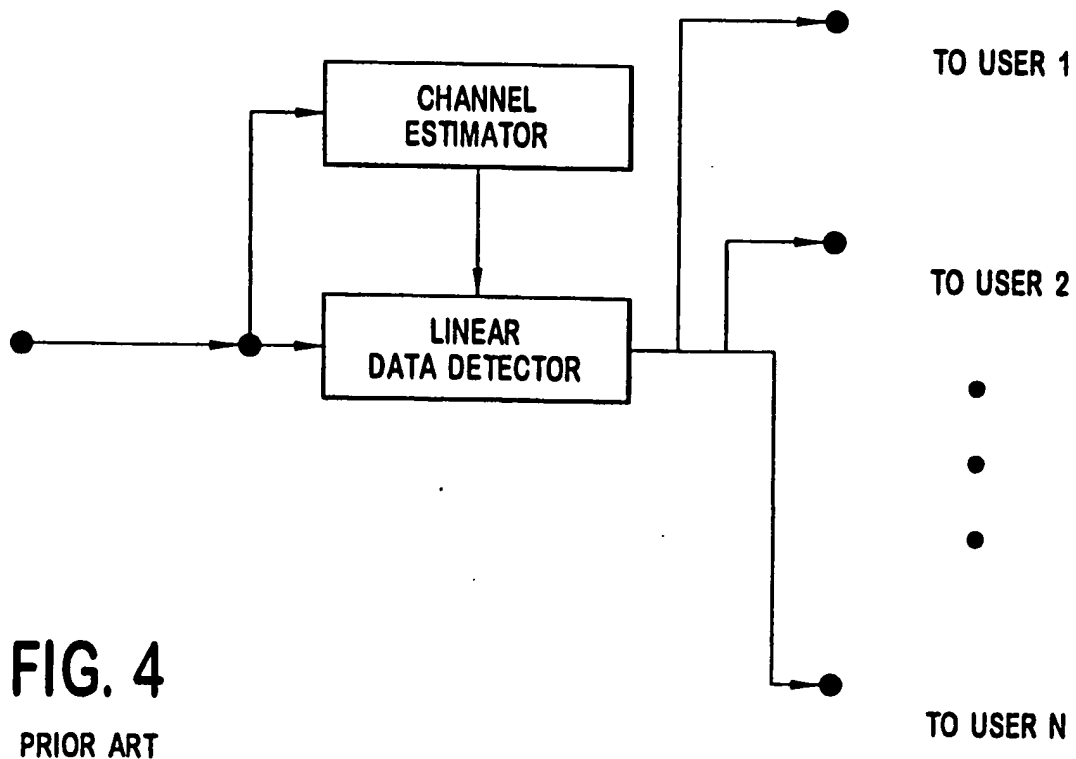 TO USER 1
CHANNEL
ESTIMATOR
TO USER 2
LINEAR
DATA DETECTOR
FIG. 4
PRIOR ART
TO USER N